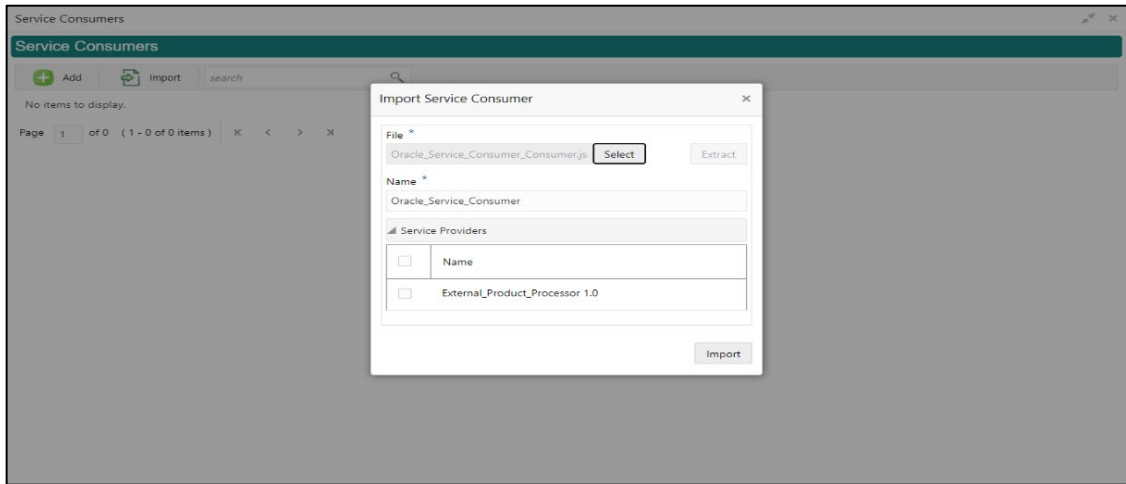 Service Consumers
Service Consumers
Add Import search
No items to display.
Page 1 of 0 (1 - 0 of 0 items)
Import Service Consumer
File *
Oracle_Service_Consumer_Consumer.js Select Extract
Name *
Oracle_Service_Consumer
Service Providers
Name
External_Product_Processor 1.0
Import